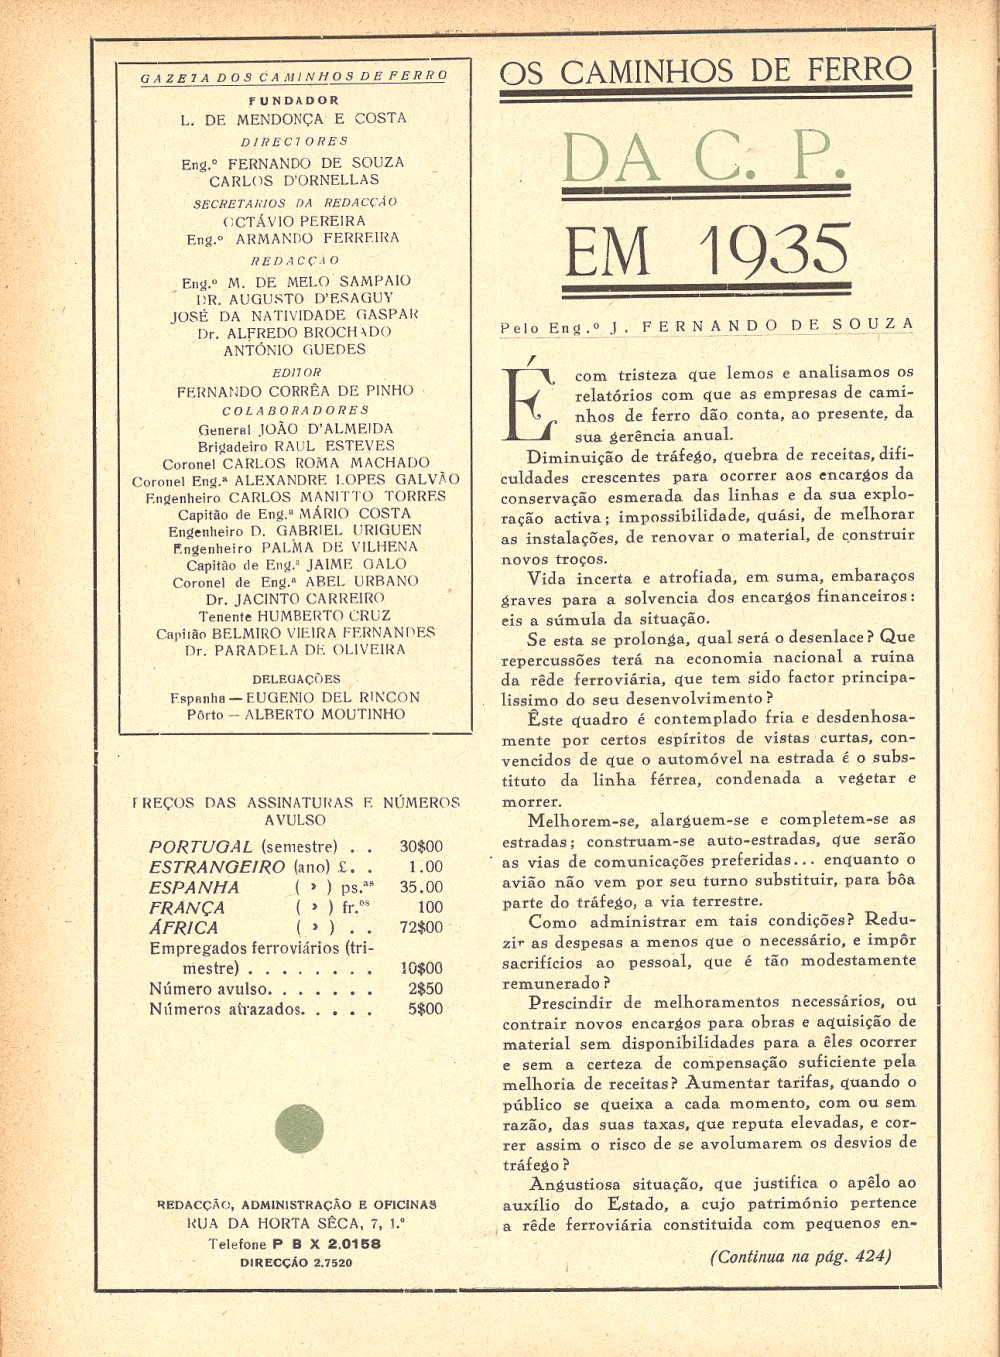 GAZETA DOS CAMINHOS DE FERRO
FUNDADOR
L. DE MENDONÇA E COSTA
DIRECTORES
Eng.º FERNANDO DE SOUZA
CARLOS D'ORNELLAS
SECRETARIOS DA REDACÇÃO
OCTÁVIO PEREIRA
Eng.º ARMANDO FERREIRA
REDACÇÃO
Eng.º M. DE MELO SAMPAIO
DR. AUGUSTO D'ESAGUY
JOSÉ DA NATIVIDADE GASPAR
Dr. ALFREDO BROCHADO
ANTÓNIO GUEDES
EDITOR
FERNANDO CORRÊA DE PINHO
COLABORADORES
General JOÃO D'ALMEIDA
Brigadeiro RAUL ESTEVES
Coronel CARLOS ROMA MACHADO
Coronel Eng.ª ALEXANDRE LOPES GALVÃO
Engenheiro CARLOS MANITTO TORRES
Capitão de Eng.ª MÁRIO COSTA
Engenheiro D. GABRIEL URIGUEN
Engenheiro PALMA DE VILHENA
Capitão de Eng.ª JAIME GALO
Coronel de Eng.ª ABEL URBANO
Dr. JACINTO CARREIRO
Tenente HUMBERTO CRUZ
Capitão BELMIRO VIEIRA FERNANDES
Dr. PARADELA DE OLIVEIRA
DELEGAÇÕES
Espanha — EUGENIO DEL RINCON
Pôrto — ALBERTO MOUTINHO
PREÇOS DAS ASSINATURAS E NÚMEROS
AVULSO
PORTUGAL (semestre) . . 30$00
ESTRANGEIRO (ano) £. . 1.00
ESPANHA ( » ) ps.as 35.00
FRANÇA ( » ) fr.os 100
ÁFRICA ( » ) . . 72$00
Empregados ferroviários (tri-
mestre) . . . . . . . . 10$00
Número avulso. . . . . . . 2$50
Números atrazados. . . . . 5$00
REDACÇÃO, ADMINISTRAÇÃO E OFICINAS
RUA DA HORTA SÊCA, 7, 1.º
Telefone P B X 2.0158
DIRECÇÃO 2.7520
OS CAMINHOS DE FERRO
DA C. P.
EM 1935
Pelo Eng.º J. FERNANDO DE SOUZA
É com tristeza que lemos e analisamos os
relatórios com que as empresas de cami-
nhos de ferro dão conta, ao presente, da
sua gerência anual.
Diminuição de tráfego, quebra de receitas, difi-
culdades crescentes para ocorrer aos encargos da
conservação esmerada das linhas e da sua explo-
ração activa; impossibilidade, quási, de melhorar
as instalações, de renovar o material, de construir
novos troços.
Vida incerta e atrofiada, em suma, embaraços
graves para a solvencia dos encargos financeiros:
eis a súmula da situação.
Se esta se prolonga, qual será o desenlace? Que
repercussões terá na economia nacional a ruina
da rêde ferroviária, que tem sido factor principa-
lissimo do seu desenvolvimento?
Êste quadro é contemplado fria e desdenhosa-
mente por certos espíritos de vistas curtas, con-
vencidos de que o automóvel na estrada é o subs-
tituto da linha férrea, condenada a vegetar e
morrer.
Melhorem-se, alarguem-se e completem-se as
estradas; construam-se auto-estradas, que serão
as vias de comunicações preferidas... enquanto o
avião não vem por seu turno substituir, para bôa
parte do tráfego, a via terrestre.
Como administrar em tais condições? Redu-
zir as despesas a menos que o necessário, e impôr
sacrifícios ao pessoal, que é tão modestamente
remunerado?
Prescindir de melhoramentos necessários, ou
contrair novos encargos para obras e aquisição de
material sem disponibilidades para a êles ocorrer
e sem a certeza de compensação suficiente pela
melhoria de receitas? Aumentar tarifas, quando o
público se queixa a cada momento, com ou sem
razão, das suas taxas, que reputa elevadas, e cor-
rer assim o risco de se avolumarem os desvios de
tráfego?
Angustiosa situação, que justifica o apêlo ao
auxílio do Estado, a cujo património pertence
a rêde ferroviária constituida com pequenos en-
(Continua na pág. 424)